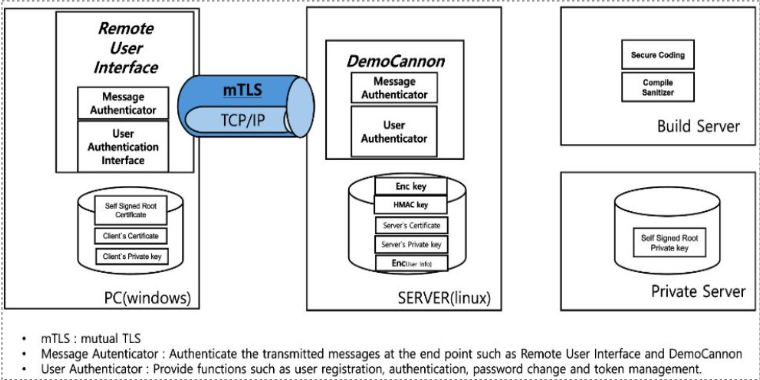 Remote
User
Interface
Message
Authenticator
User
Authentication
Interface
Self Signed Root
Certificate
Client's Certificate
Client's Private key
PC(windows)
mTLS
TCP/IP
DemoCannon
Message
Authenticator
User
Authenticator
Enc key
HMAC key
Server's Certificate
Server's Private key
Enc(User Info)
SERVER(linux)
Secure Coding
Compile
Sanitizer
Build Server
Self Signed Root
Private key
Private Server
• mTLS : mutual TLS
• Message Autenticator : Authenticate the transmitted messages at the end point such as Remote User Interface and DemoCannon
• User Authenticator : Provide functions such as user registration, authentication, password change and token management.